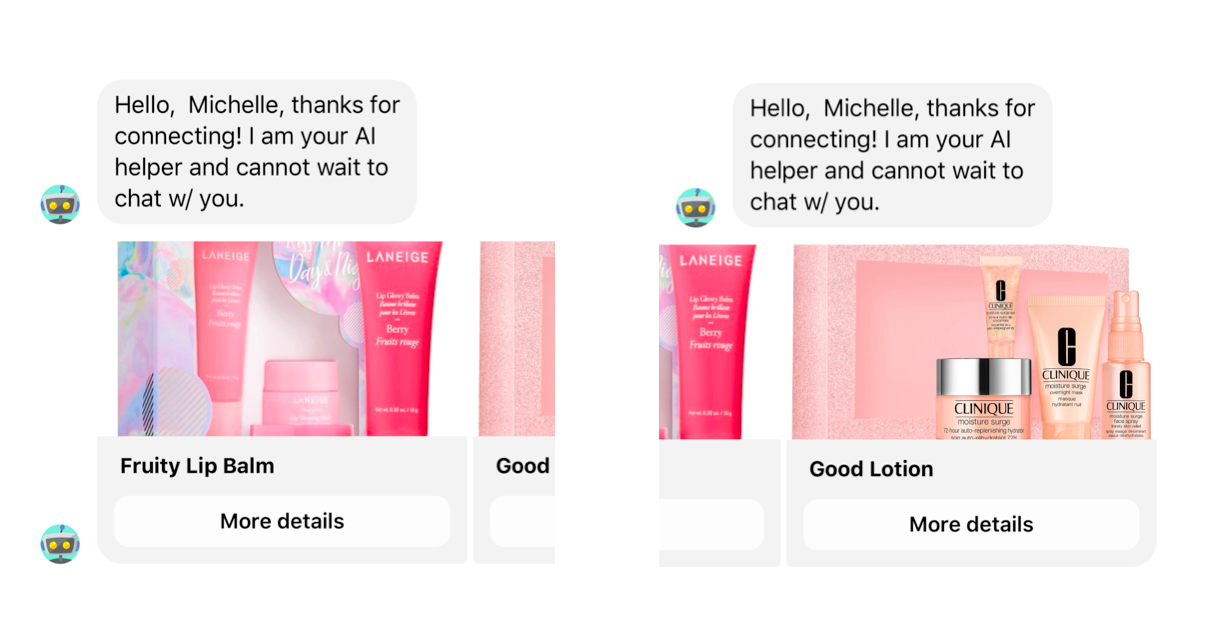 Hello,  Michelle, thanks for
connecting! I am your AI
helper and cannot wait to
chat w/ you.
LANEIGE
Lip Glowy Balm
Baume brillant
pour les Lèvres
Berry
Fruits rouge
Day & Nig
LANEIGE
Lip Glowy Balm
Baume brillant
pour les Lèvres
Berry
Fruits rouge
LANEIGE
Fruity Lip Balm
Good
More details
Hello,  Michelle, thanks for
connecting! I am your AI
helper and cannot wait to
chat w/ you.
LANEIGE
Lip Glowy Balm
Baume brillant
pour les Lèvres
Berry
Fruits rouge
CLINIQUE
CLINIQUE
moisture surge
72 hour auto-replenishing hydrator
CLINIQUE
moisture surge
overnight mask
masque
hydratant nuit
CLINIQUE
moisture surge
face spray
thirsty skin relief
Good Lotion
More details